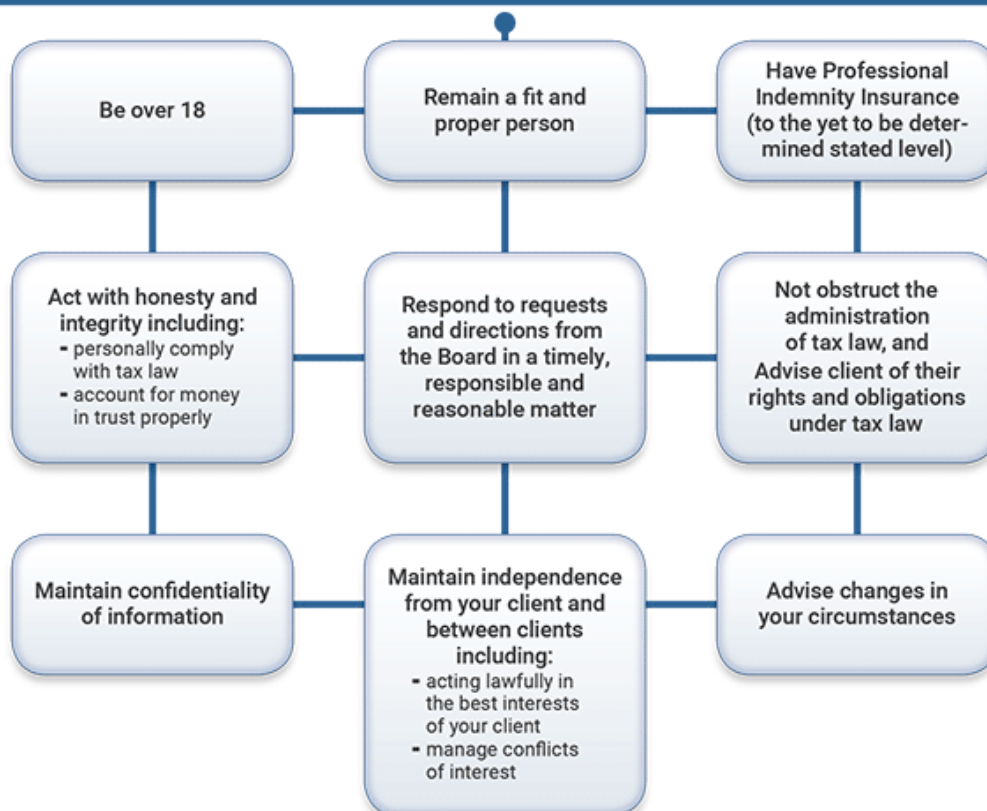 Be over 18
Remain a fit and
proper person
Have Professional
Indemnity Insurance
(to the yet to be deter-
mined stated level)
Act with honesty and
integrity including:
- personally comply
with tax law
- account for money
in trust properly
Respond to requests
and directions from
the Board in a timely,
responsible and
reasonable matter
Not obstruct the
administration
of tax law, and
Advise client of their
rights and obligations
under tax law
Maintain confidentiality
of information
Maintain independence
from your client and
between clients
including:
- acting lawfully in
the best interests
of your client
- manage conflicts
of interest
Advise changes in
your circumstances